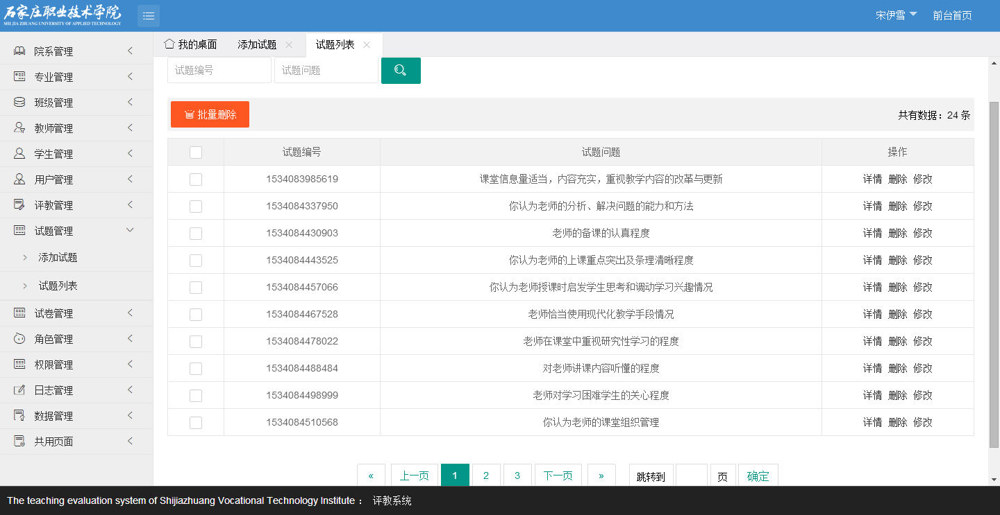 石家庄职业技术学院
SHI JIA ZHUANG UNIVERSITY OF APPLIED TECHNOLOGY
宋伊雪 前台首页
院系管理
专业管理
班级管理
教师管理
学生管理
用户管理
评教管理
试题管理
添加试题
试题列表
试卷管理
角色管理
权限管理
日志管理
数据管理
共用页面
我的桌面 添加试题 试题列表
试题编号 试题问题
批量删除 共有数据：24 条
试题编号 试题问题 操作
1534083985619 课堂信息量适当，内容充实，重视教学内容的改革与更新 详情 删除 修改
1534084337950 你认为老师的分析、解决问题的能力和方法 详情 删除 修改
1534084430903 老师的备课的认真程度 详情 删除 修改
1534084443525 你认为老师的上课重点突出及条理清晰程度 详情 删除 修改
1534084457066 你认为老师授课时启发学生思考和调动学习兴趣情况 详情 删除 修改
1534084467528 老师恰当使用现代化教学手段情况 详情 删除 修改
1534084478022 老师在课堂中重视研究性学习的程度 详情 删除 修改
1534084488484 对老师讲课内容听懂的程度 详情 删除 修改
1534084498999 老师对学习困难学生的关心程度 详情 删除 修改
1534084510568 你认为老师的课堂组织管理 详情 删除 修改
« 上一页 1 2 3 下一页 » 跳转到 页 确定
The teaching evaluation system of Shijiazhuang Vocational Technology Institute ： 评教系统